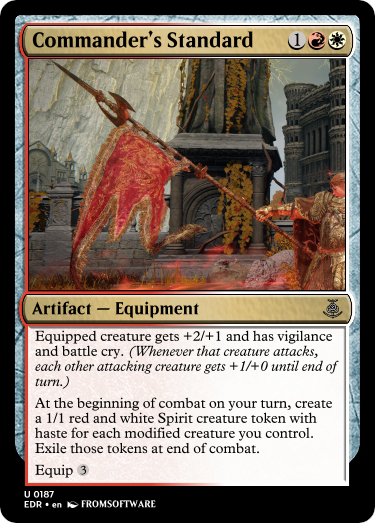 Commander's Standard 1
Artifact — Equipment
Equipped creature gets +2/+1 and has vigilance
and battle cry. (Whenever that creature attacks,
each other attacking creature gets +1/+0 until end of
turn.)
At the beginning of combat on your turn, create
a 1/1 red and white Spirit creature token with
haste for each modified creature you control.
Exile those tokens at end of combat.
Equip 3
U 0187
EDR • en FROMSOFTWARE